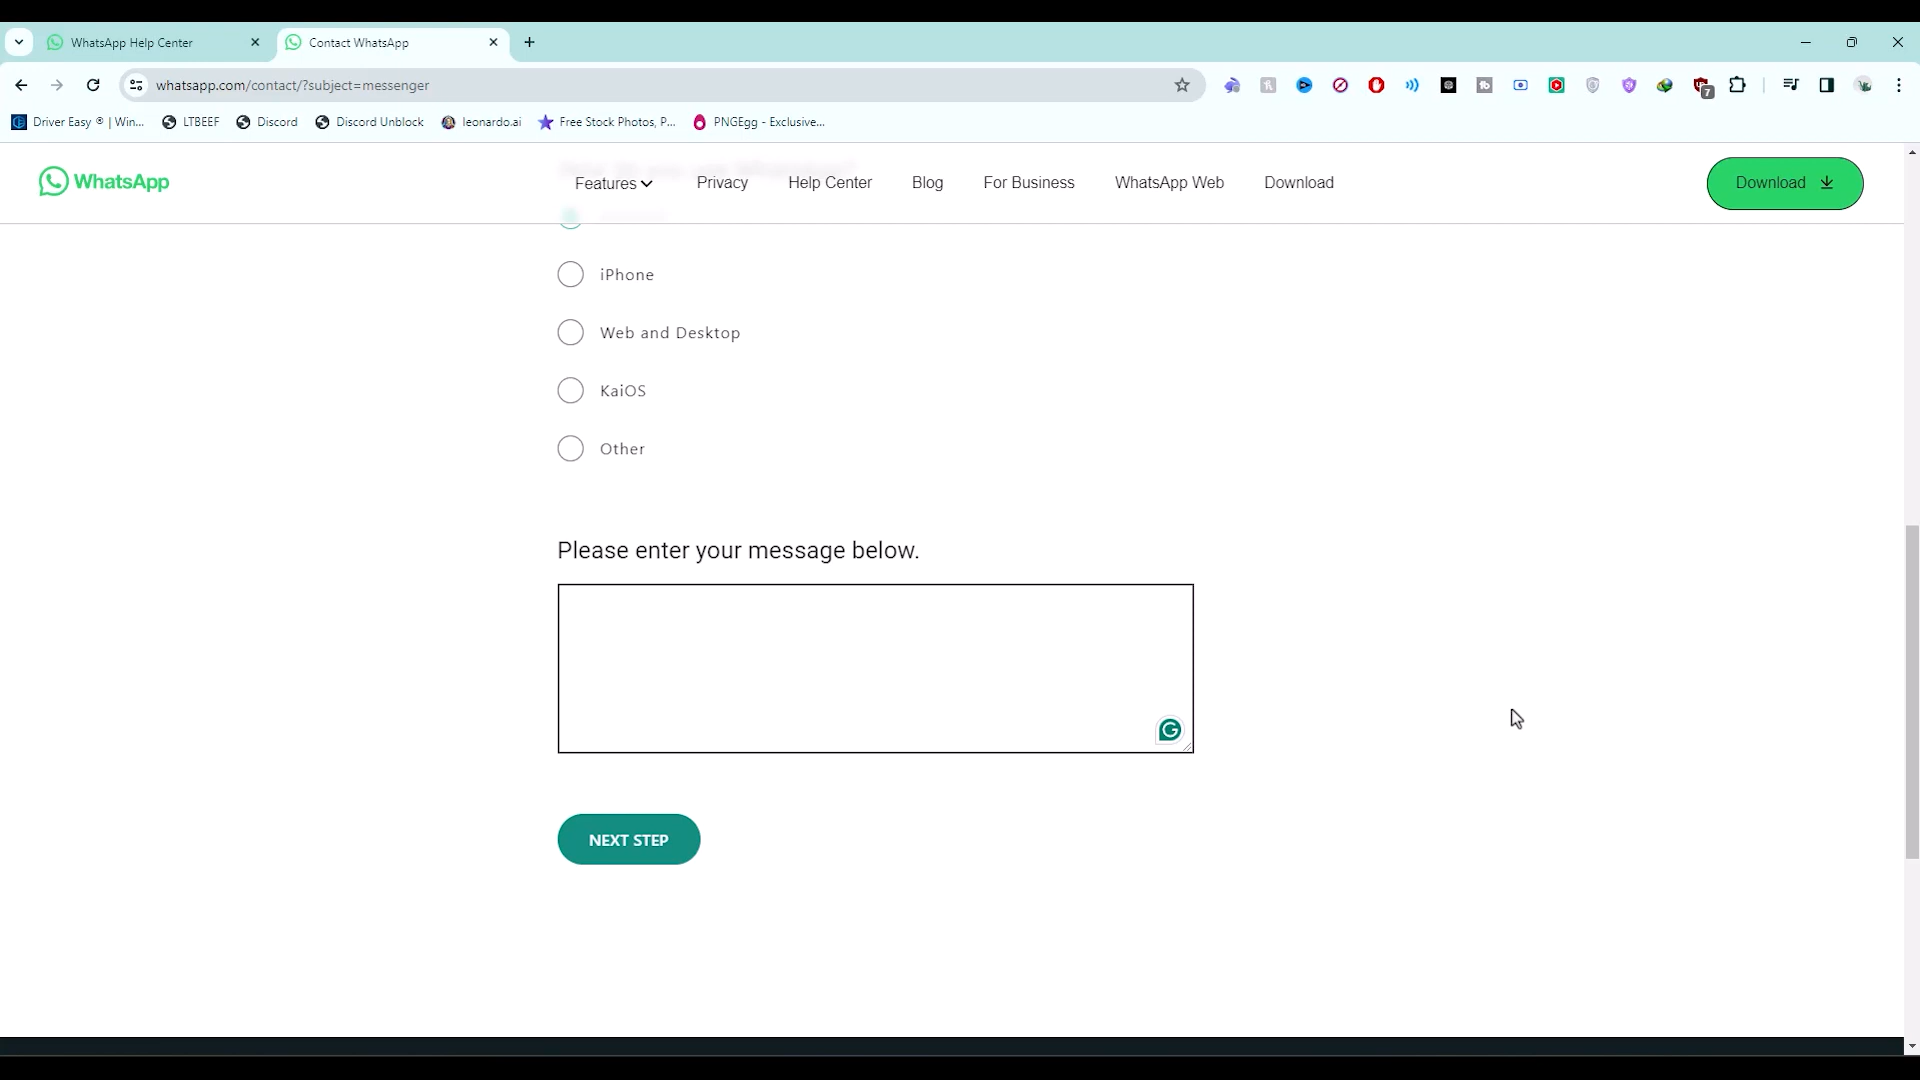 WhatsApp Help Center
Contact WhatsApp
whatsapp.com/contact/?subject=messenger
7
Driver Easy ® | Win...
LTBEEF
Discord
Discord Unblock
leonardo.ai
Free Stock Photos, P...
PNGEgg - Exclusive...
WhatsApp
Features
Privacy
Help Center
Blog
For Business
WhatsApp Web
Download
Download
iPhone
Web and Desktop
KaiOS
Other
Please enter your message below.
NEXT STEP